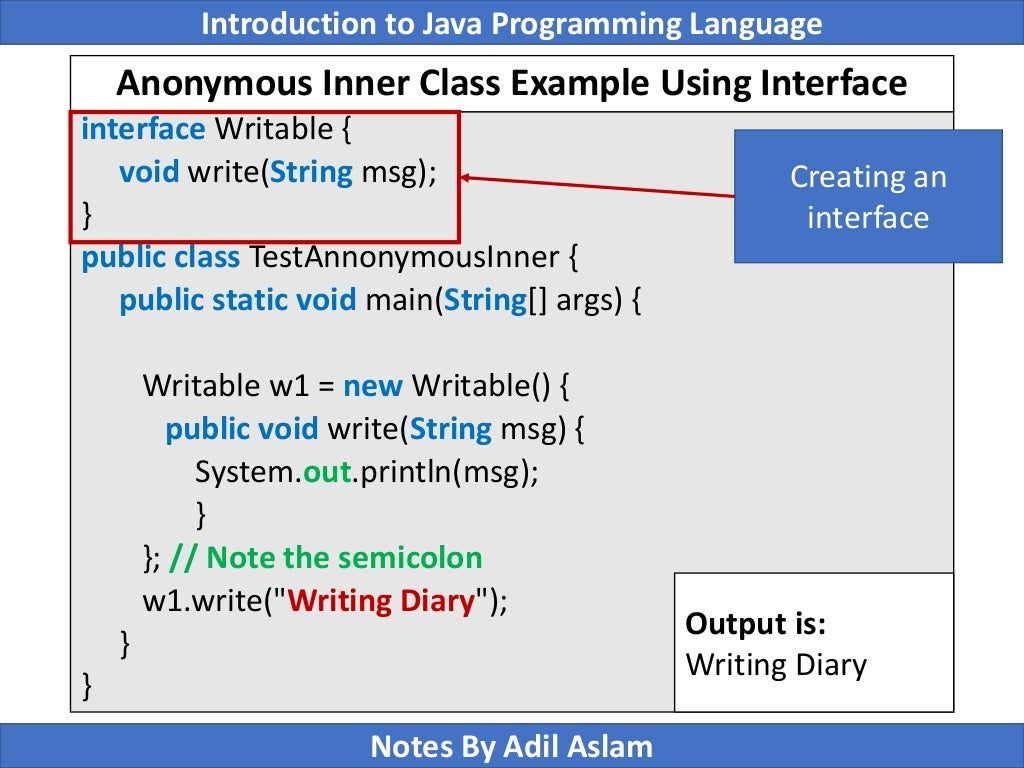 Introduction to Java Programming Language
Anonymous Inner Class Example Using Interface
interface Writable {
void write(String msg);
}
public class TestAnnonymousInner {
public static void main(String[] args) {
Writable w1 = new Writable() {
public void write(String msg) {
System.out.println(msg);
}
}; // Note the semicolon
w1.write("Writing Diary");
}
}
Creating an
interface
Output is:
Writing Diary
Notes By Adil Aslam